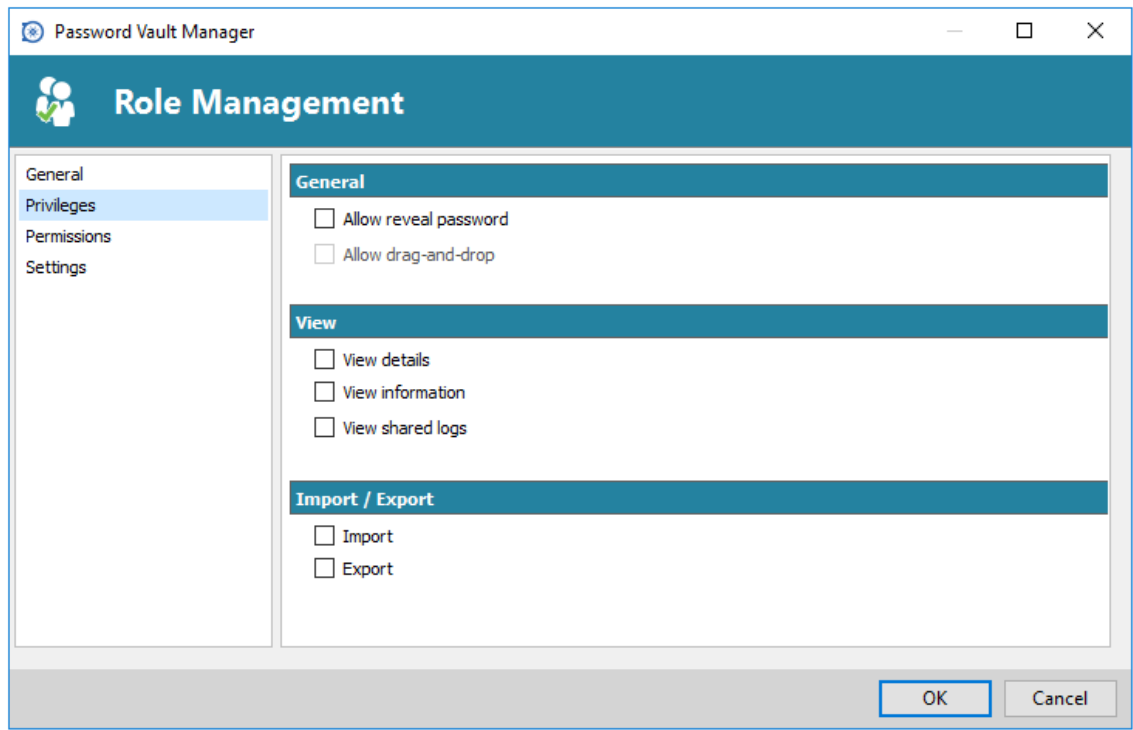 Password Vault Manager
Role Management
General
Privileges
Permissions
Settings
General
Allow reveal password
Allow drag-and-drop
View
View details
View information
View shared logs
Import / Export
Import
Export
OK
Cancel